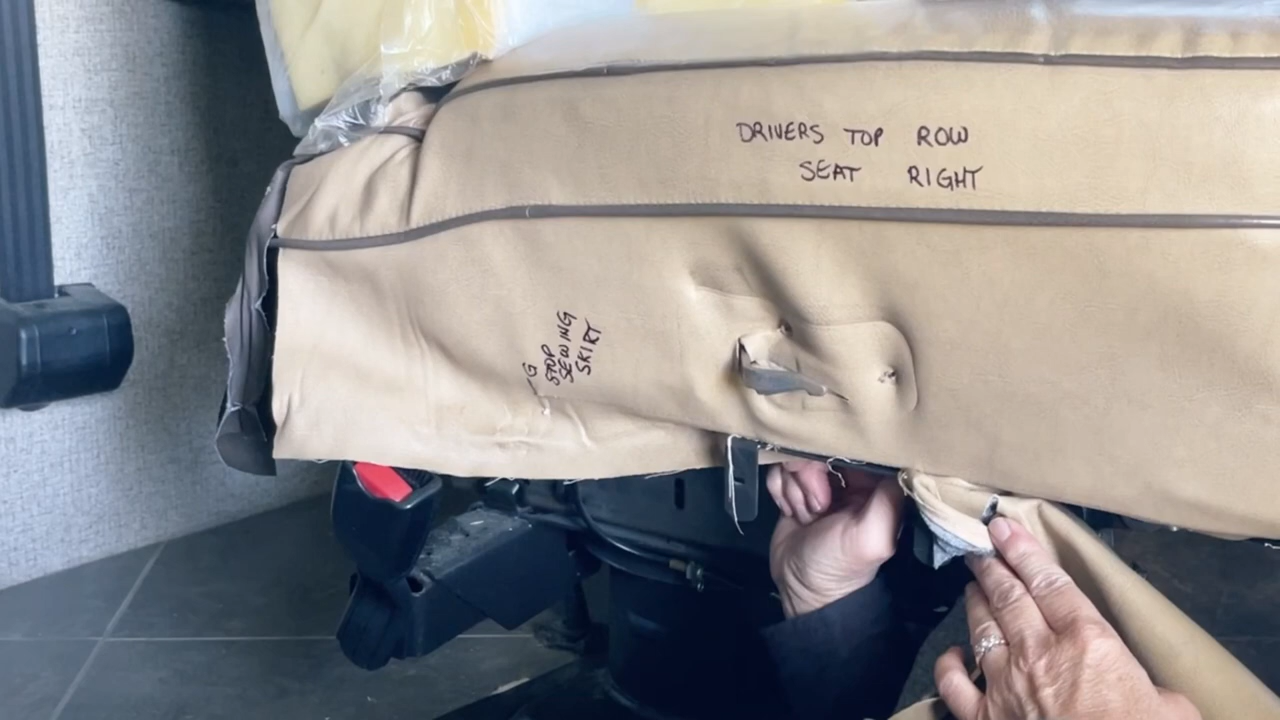 DRIVERS TOP ROW
SEAT RIGHT
STOP
SEWING
SKIRT